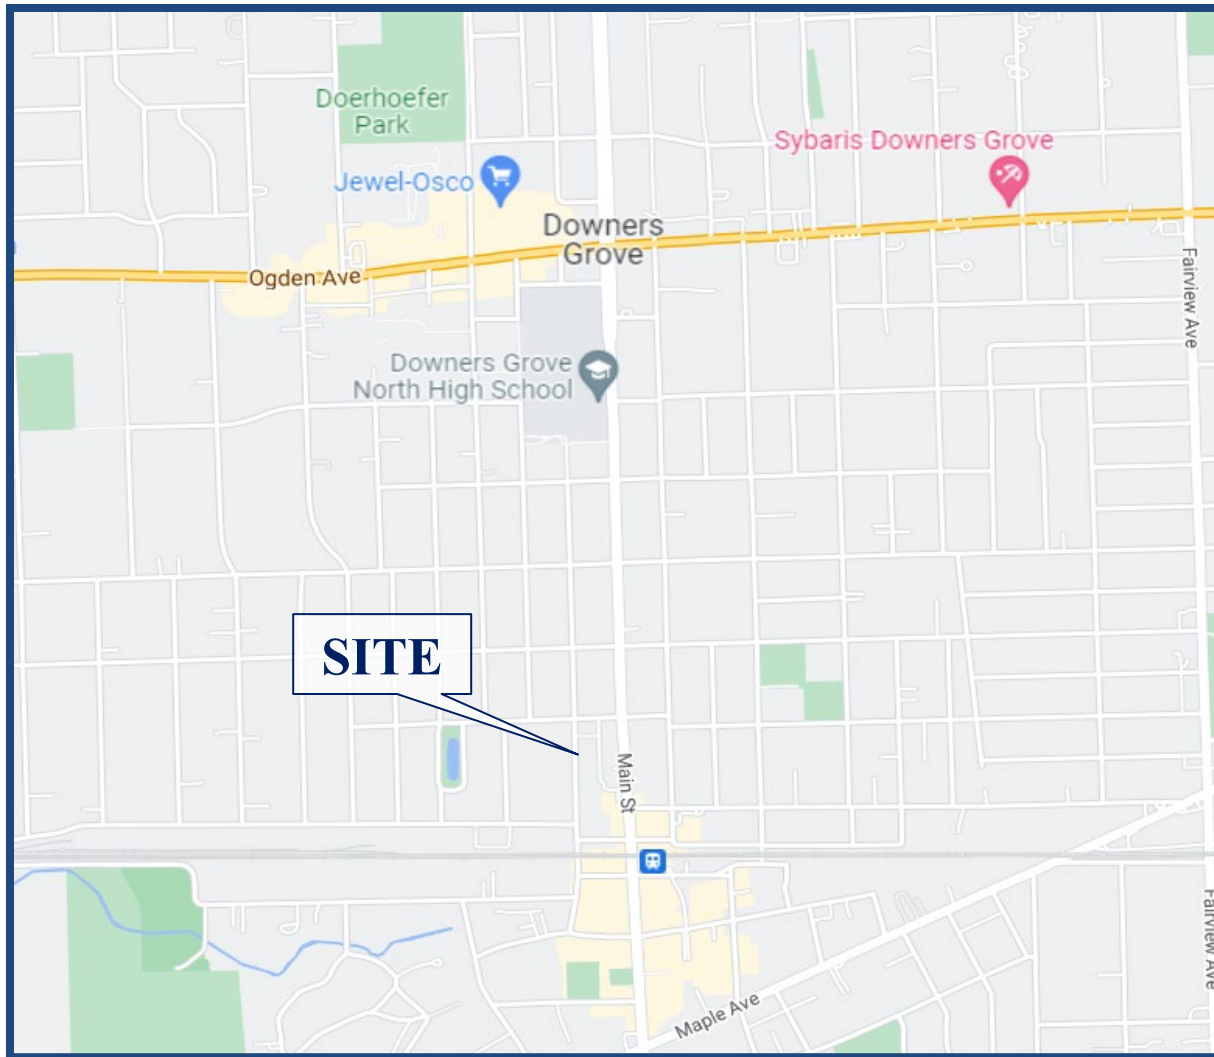 Doerhoefer
Park
Sybaris Downers Grove
Jewel-Osco
Downers
Grove
Ogden Ave
Fairview Ave
Downers Grove
North High School
SITE
Main St
Fairview Ave
Maple Ave